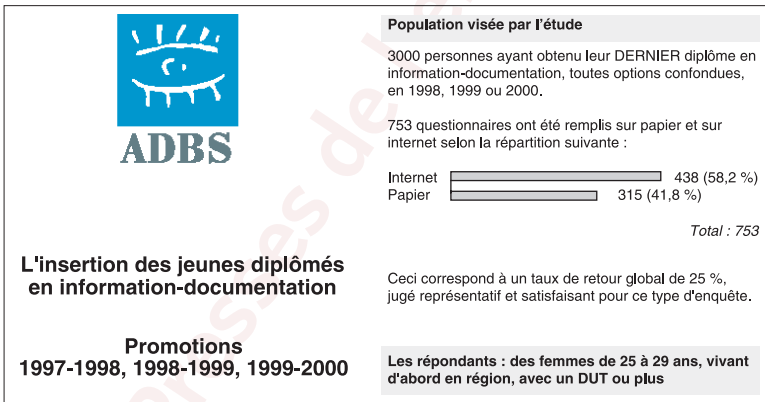 ADBS
L'insertion des jeunes diplômés
en information-documentation
Promotions
1997-1998, 1998-1999, 1999-2000
Population visée par l'étude
3000 personnes ayant obtenu leur DERNIER diplôme en
information-documentation, toutes options confondues,
en 1998, 1999 ou 2000.
753 questionnaires ont été remplis sur papier et sur
internet selon la répartition suivante :
Internet 438 (58,2 %)
Papier 315 (41,8 %)
Total : 753
Ceci correspond à un taux de retour global de 25 %,
jugé représentatif et satisfaisant pour ce type d'enquête.
Les répondants : des femmes de 25 à 29 ans, vivant
d'abord en région, avec un DUT ou plus
Presses de l